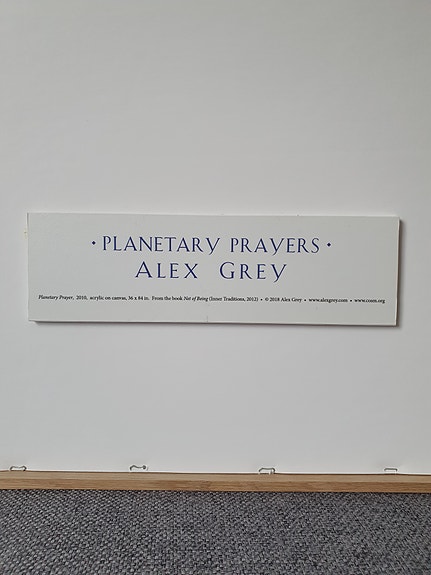 • PLANETARY PRAYERS •
ALEX GREY
Planetary Prayer, 2010, acrylic on canvas, 36 x 84 in. From the book Net of Being (Inner Traditions, 2012) • © 2018 Alex Grey • www.alexgrey.com • www.cosm.org